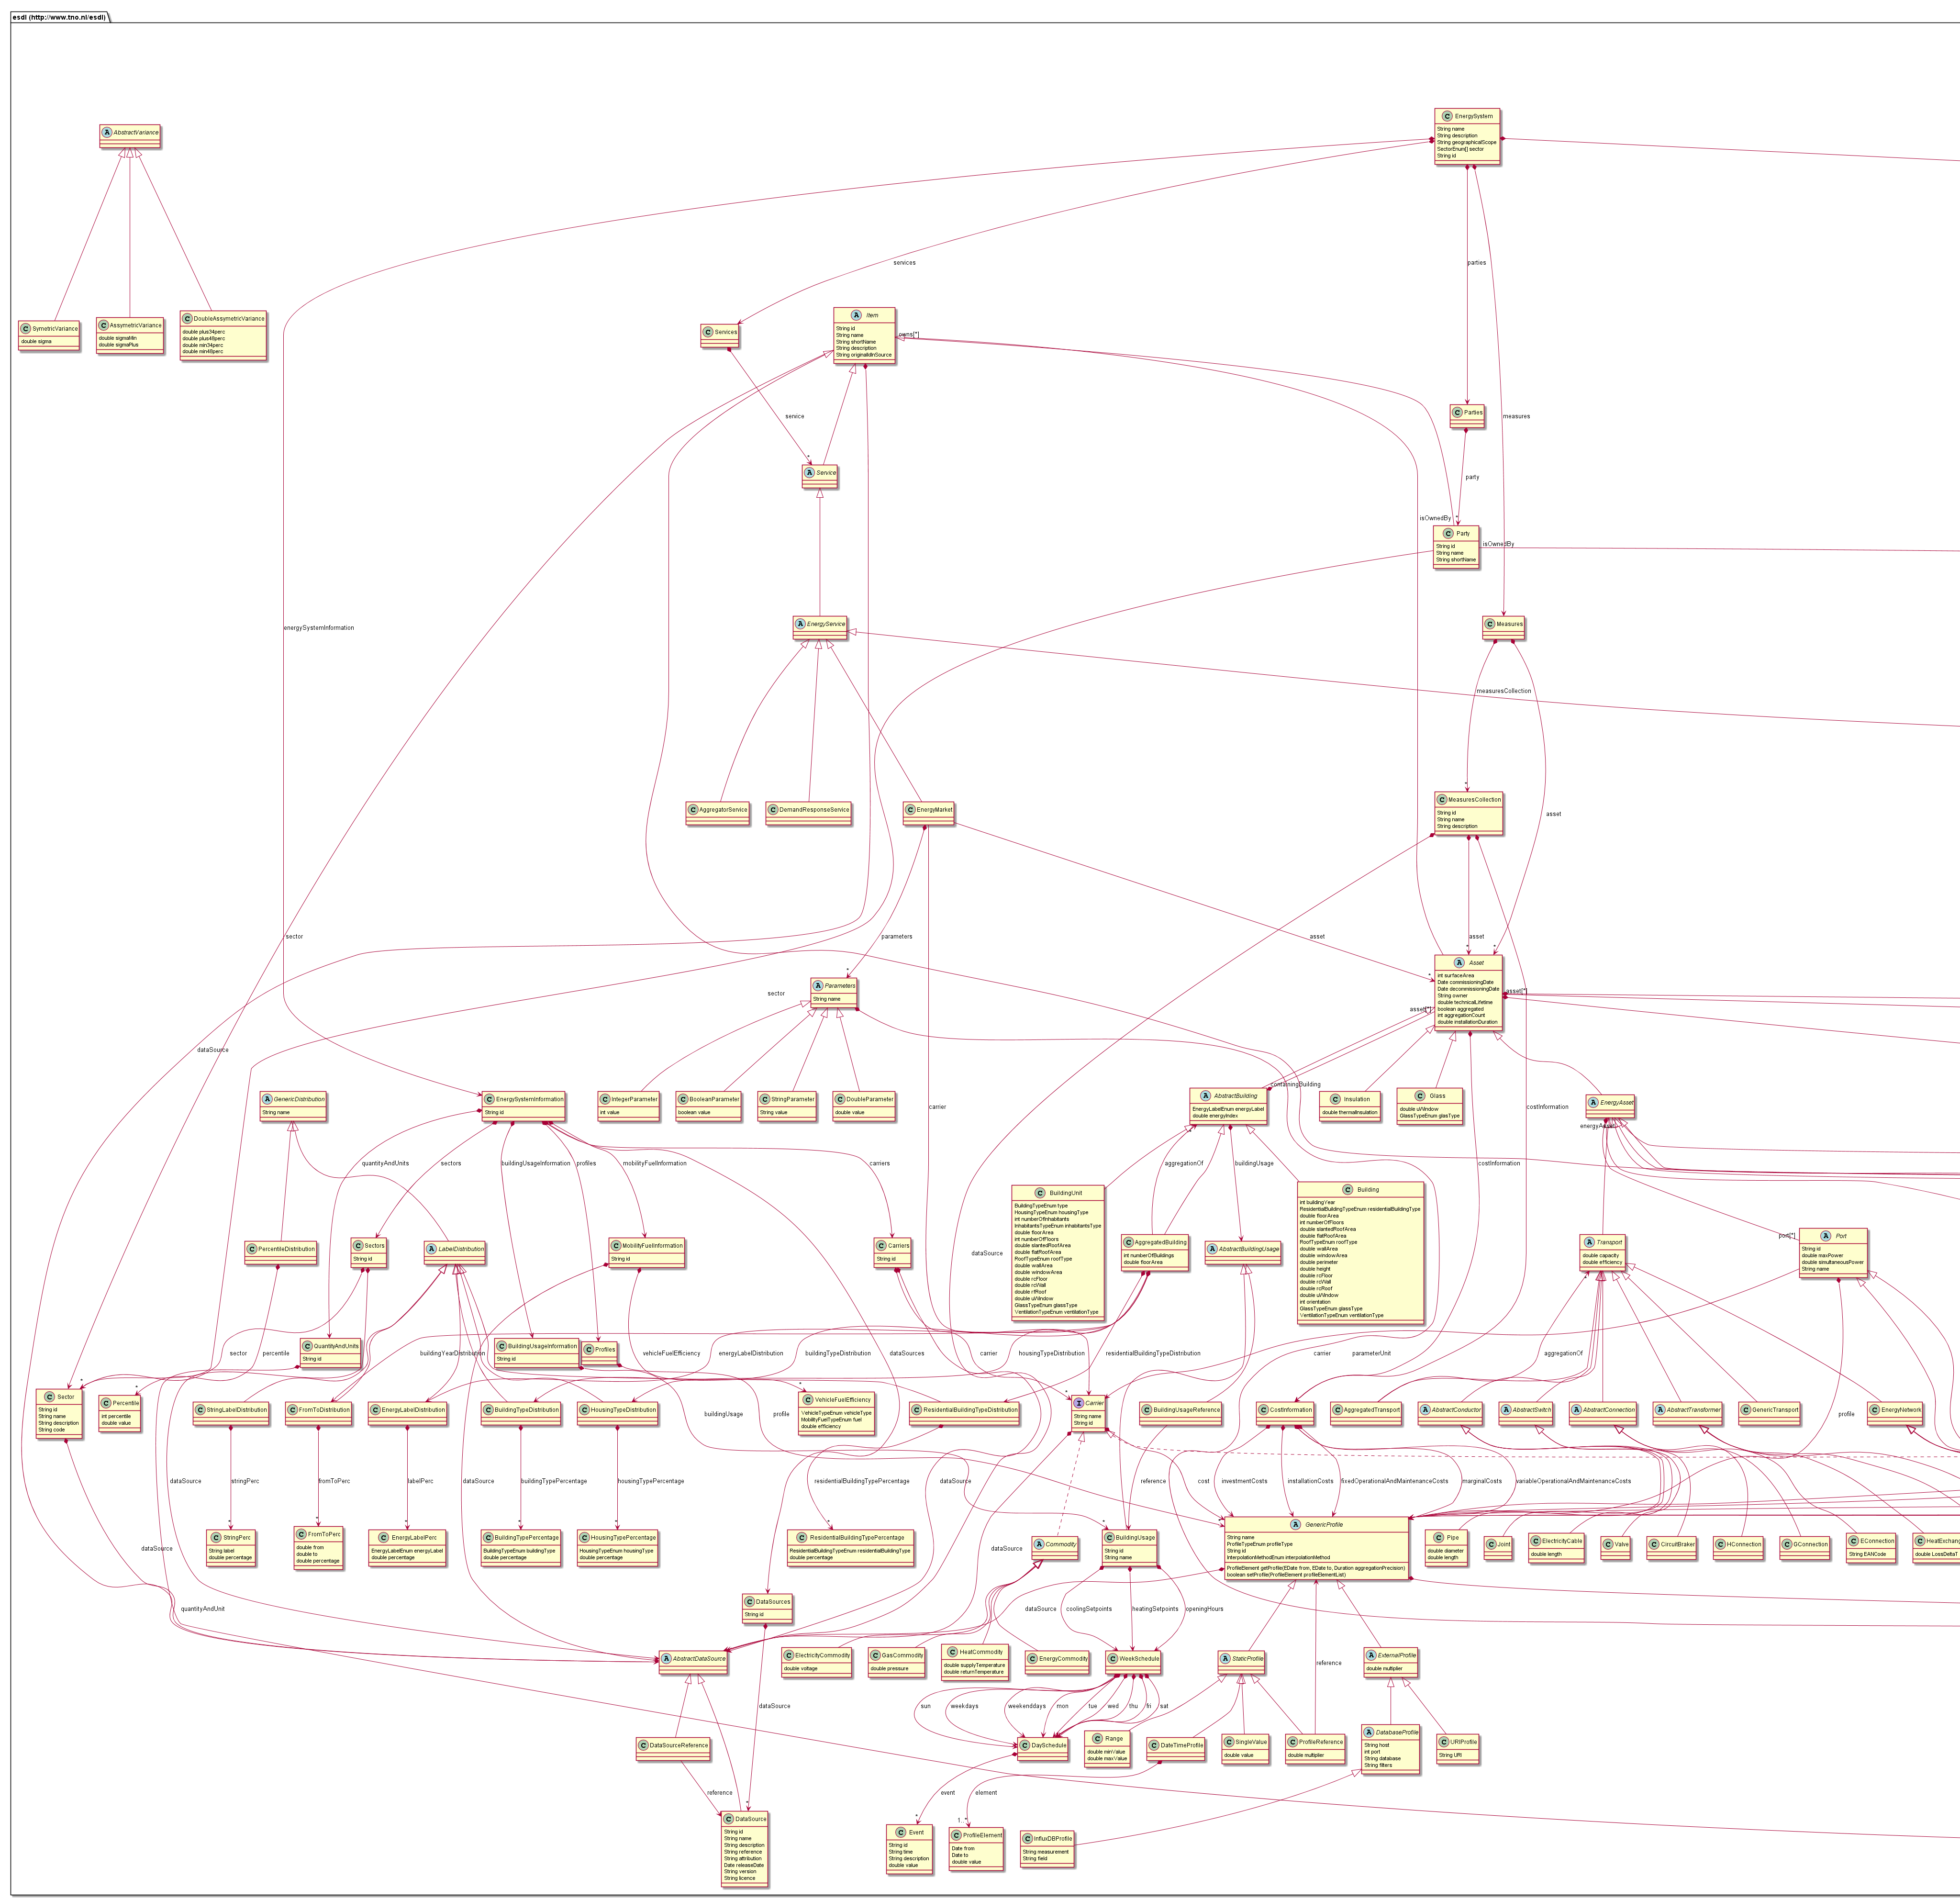 esdl (http://www.tno.nl/esdl)
C EnergySystem
String name
String description
String geographicalScope
SectorEnum[] sector
String id
A AbstractVariance
services
parties
C SymetricVariance
double sigma
C AssymetricVariance
double sigmaMin
double sigmaPlus
C DoubleAssymetricVariance
double plus34perc
double plus48perc
double min34perc
double min48perc
C Services
A Item
String id
String name
String shortName
String description
String originalIdInSource
owns[*]
service
*
C Parties
measures
A Service
party
*
isOwnedBy
C Party
String id
String name
String shortName
isOwnedBy
energySystemInformation
A EnergyService
C Measures
measuresCollection
*
C AggregatorService
C DemandResponseService
C EnergyMarket
C MeasuresCollection
String id
String name
String description
asset
sector
parameters
*
asset
*
asset
*
*
A Parameters
String name
sector
A Asset
int surfaceArea
Date commissioningDate
Date decommissioningDate
String owner
double technicalLifetime
boolean aggregated
int aggregationCount
double installationDuration
asset[*]
asset[*]
dataSource
A GenericDistribution
String name
C EnergySystemInformation
String id
C IntegerParameter
int value
C BooleanParameter
boolean value
C StringParameter
String value
C DoubleParameter
double value
carrier
containingBuilding
A AbstractBuilding
EnergyLabelEnum energyLabel
double energyIndex
C Insulation
double thermalInsulation
C Glass
double uWindow
GlassTypeEnum glasType
costInformation
A EnergyAsset
energyAsset
quantityAndUnits
sectors
buildingUsageInformation
profiles
mobilityFuelInformation
carriers
aggregationOf
*
buildingUsage
costInformation
C BuildingUnit
BuildingTypeEnum type
HousingTypeEnum housingType
int numberOfInhabitants
InhabitantsTypeEnum inhabitantsType
double floorArea
int numberOfFloors
double slantedRoofArea
double flatRoofArea
RoofTypeEnum roofType
double wallArea
double windowArea
double rcFloor
double rcWall
double rfRoof
double uWindow
GlassTypeEnum glassType
VentilationTypeEnum ventilationType
C Building
int buildingYear
ResidentialBuildingTypeEnum residentialBuildingType
double floorArea
int numberOfFloors
double slantedRoofArea
double flatRoofArea
RoofTypeEnum roofType
double wallArea
double windowArea
double perimeter
double height
double rcFloor
double rcWall
double rcRoof
double uWindow
int orientation
GlassTypeEnum glassType
VentilationTypeEnum ventilationType
C PercentileDistribution
C Sectors
String id
A LabelDistribution
C MobilityFuelInformation
String id
C Carriers
String id
dataSource
C AggregatedBuilding
int numberOfBuildings
double floorArea
A AbstractBuildingUsage
A Transport
double capacity
double efficiency
port[*]
A Port
String id
double maxPower
double simultaneousPower
String name
C QuantityAndUnits
String id
C BuildingUsageInformation
String id
C Profiles
sector
percentile
buildingYearDistribution
vehicleFuelEfficiency
energyLabelDistribution
buildingTypeDistribution
dataSources
carrier
housingTypeDistribution
residentialBuildingTypeDistribution
carrier
parameterUnit
aggregationOf
*
C Sector
String id
String name
String description
String code
*
*
C Percentile
int percentile
double value
C StringLabelDistribution
C FromToDistribution
C EnergyLabelDistribution
C BuildingTypeDistribution
C HousingTypeDistribution
*
C VehicleFuelEfficiency
VehicleTypeEnum vehicleType
MobilityFuelTypeEnum fuel
double efficiency
C ResidentialBuildingTypeDistribution
*
I Carrier
String name
String id
C BuildingUsageReference
C CostInformation
C AggregatedTransport
A AbstractConductor
A AbstractSwitch
A AbstractConnection
A AbstractTransformer
C GenericTransport
C EnergyNetwork
buildingUsage
profile
profile
dataSource
stringPerc
fromToPerc
labelPerc
dataSource
buildingTypePercentage
housingTypePercentage
residentialBuildingTypePercentage
dataSource
reference
cost
investmentCosts
installationCosts
fixedOperationalAndMaintenanceCosts
marginalCosts
variableOperationalAndMaintenanceCosts
*
C StringPerc
String label
double percentage
*
C FromToPerc
double from
double to
double percentage
*
C EnergyLabelPerc
EnergyLabelEnum energyLabel
double percentage
*
C BuildingTypePercentage
BuildingTypeEnum buildingType
double percentage
*
C HousingTypePercentage
HousingTypeEnum housingType
double percentage
*
C ResidentialBuildingTypePercentage
ResidentialBuildingTypeEnum residentialBuildingType
double percentage
A Commodity
*
C BuildingUsage
String id
String name
A GenericProfile
String name
ProfileTypeEnum profileType
String id
InterpolationMethodEnum interpolationMethod
ProfileElement getProfile(EDate from, EDate to, Duration aggregationPrecision)
boolean setProfile(ProfileElement profileElementList)
C Pipe
double diameter
double length
C Joint
C ElectricityCable
double length
C Valve
C CircuitBraker
C HConnection
C GConnection
C EConnection
String EANCode
C HeatExchang
double LossDeltaT
dataSource
dataSource
quantityAndUnit
C DataSources
String id
dataSource
coolingSetpoints
heatingSetpoints
openingHours
A AbstractDataSource
C ElectricityCommodity
double voltage
C GasCommodity
double pressure
C HeatCommodity
double supplyTemperature
double returnTemperature
C EnergyCommodity
C WeekSchedule
A StaticProfile
reference
A ExternalProfile
double multiplier
dataSource
sun
weekdays
weekenddays
mon
tue
wed
thu
fri
sat
C DataSourceReference
C DaySchedule
C Range
double minValue
double maxValue
C DateTimeProfile
C SingleValue
double value
C ProfileReference
double multiplier
A DatabaseProfile
String host
int port
String database
String filters
C URIProfile
String URI
reference
*
event
element
C DataSource
String id
String name
String description
String reference
String attribution
Date releaseDate
String version
String licence
*
C Event
String id
String time
String description
double value
1..*
C ProfileElement
Date from
Date to
double value
C InfluxDBProfile
String measurement
String field